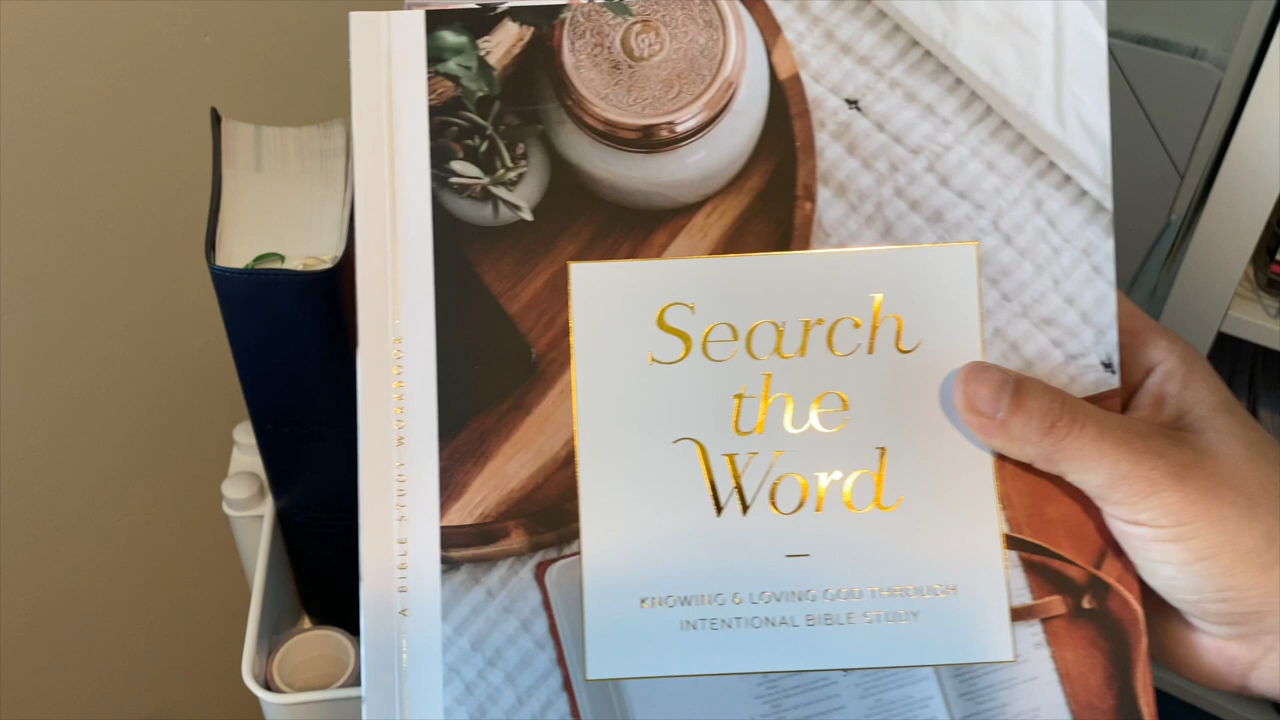 Search
the
Word
KNOWING & LOVING GOD THROUGH
INTENTIONAL BIBLE STUDY
A BIBLE STUDY WORKBOOK